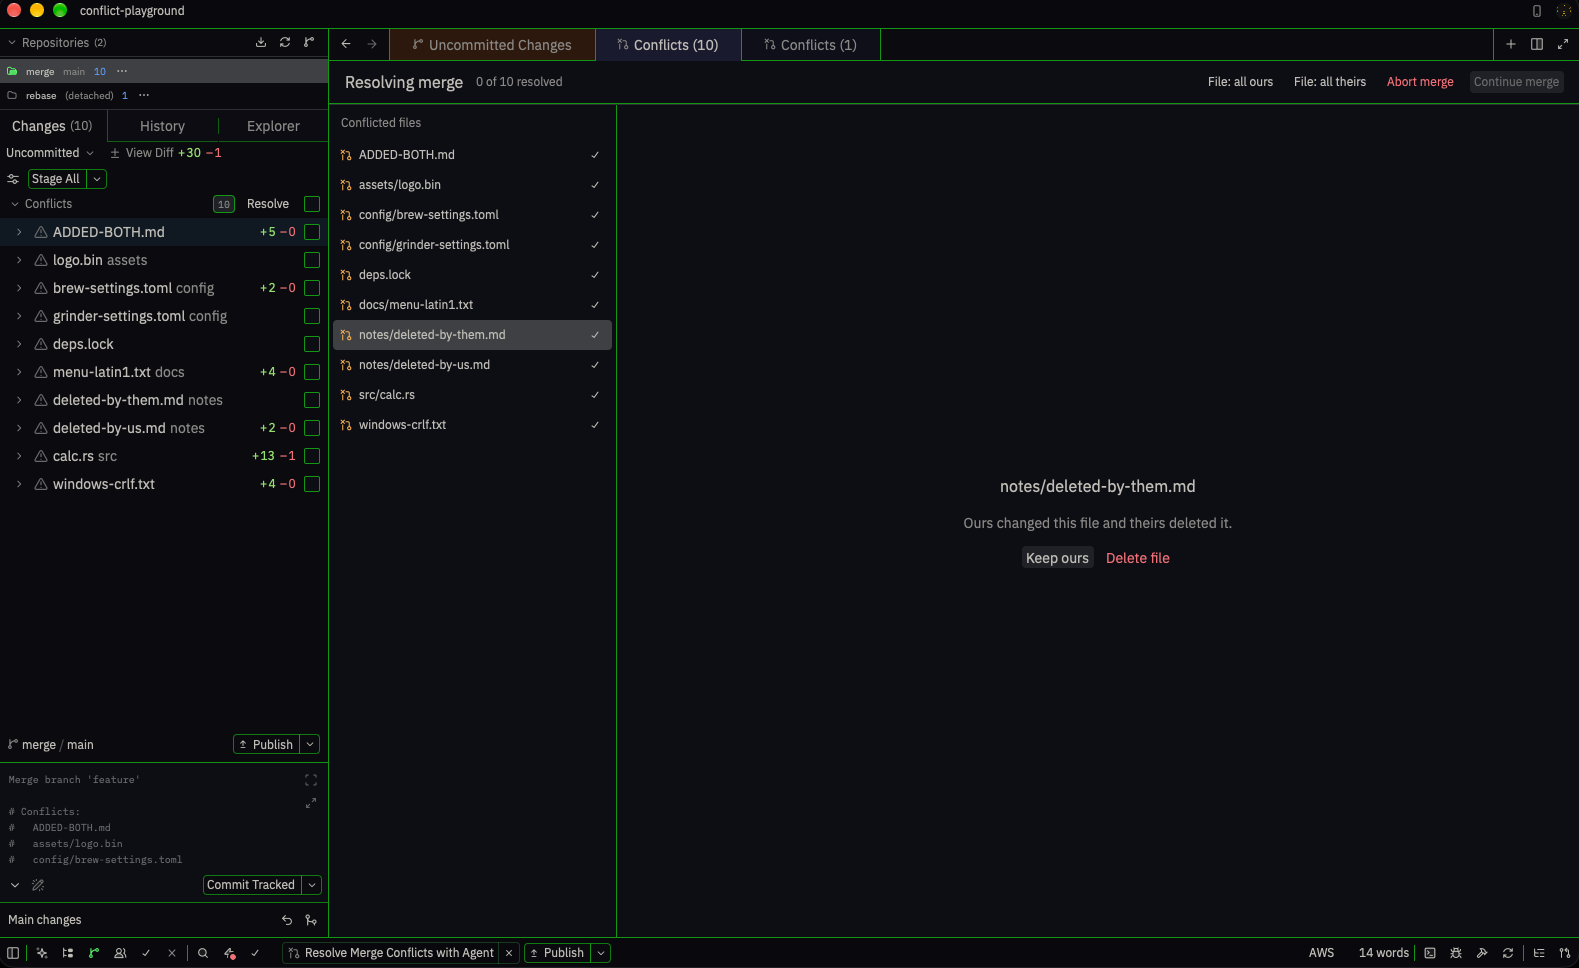 conflict-playground
Repositories (2)
merge main 10 ···
rebase (detached) 1 ···
Changes (10) History Explorer
Uncommitted View Diff +30 −1
Stage All
Conflicts 10 Resolve
ADDED-BOTH.md +5 −0
logo.bin assets
brew-settings.toml config +2 −0
grinder-settings.toml config
deps.lock
menu-latin1.txt docs +4 −0
deleted-by-them.md notes
deleted-by-us.md notes +2 −0
calc.rs src +13 −1
windows-crlf.txt +4 −0
merge / main Publish
Merge branch 'feature'
# Conflicts:
# ADDED-BOTH.md
# assets/logo.bin
# config/brew-settings.toml
Commit Tracked
Main changes
Uncommitted Changes Conflicts (10) Conflicts (1)
Resolving merge 0 of 10 resolved File: all ours File: all theirs Abort merge Continue merge
Conflicted files
ADDED-BOTH.md
assets/logo.bin
config/brew-settings.toml
config/grinder-settings.toml
deps.lock
docs/menu-latin1.txt
notes/deleted-by-them.md
notes/deleted-by-us.md
src/calc.rs
windows-crlf.txt
notes/deleted-by-them.md
Ours changed this file and theirs deleted it.
Keep ours Delete file
Resolve Merge Conflicts with Agent Publish AWS 14 words